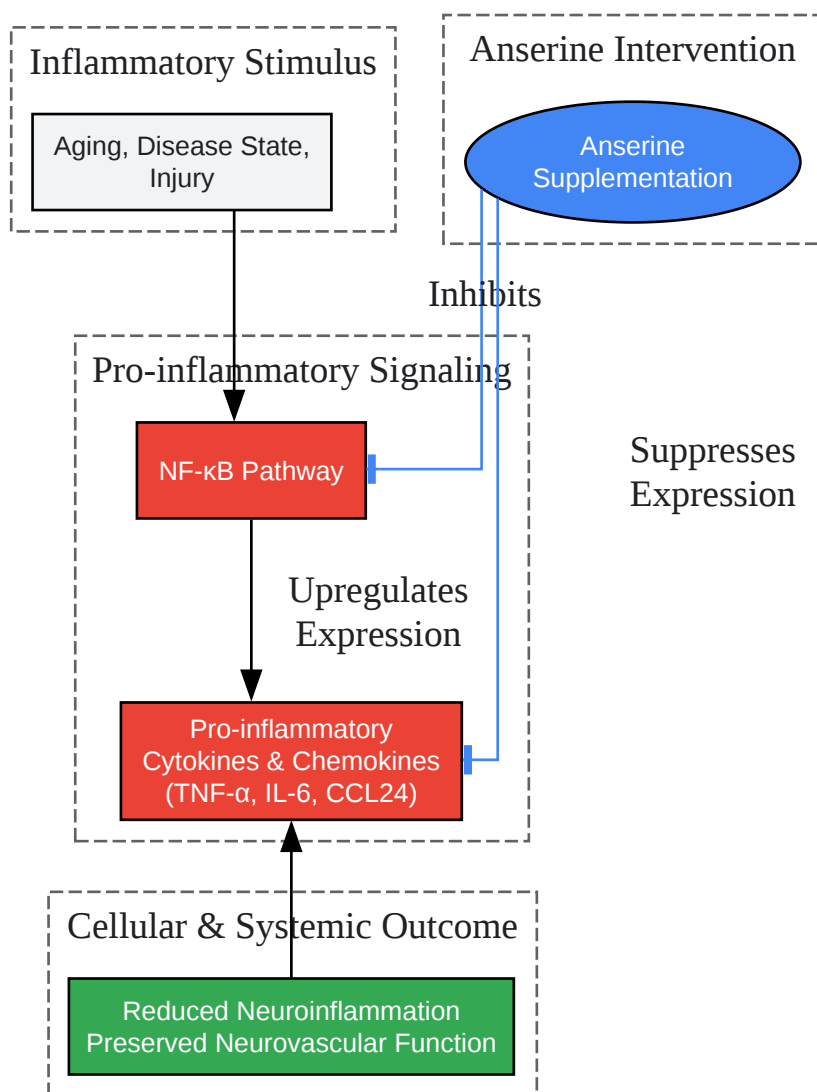 Inflammatory Stimulus
Aging, Disease State,
Injury
Anserine Intervention
Anserine
Supplementation
Inhibits
Pro-inflammatory Signaling
NF-κB Pathway
Suppresses
Expression
Upregulates
Expression
Pro-inflammatory
Cytokines & Chemokines
(TNF-α, IL-6, CCL24)
Cellular & Systemic Outcome
Reduced Neuroinflammation
Preserved Neurovascular Function